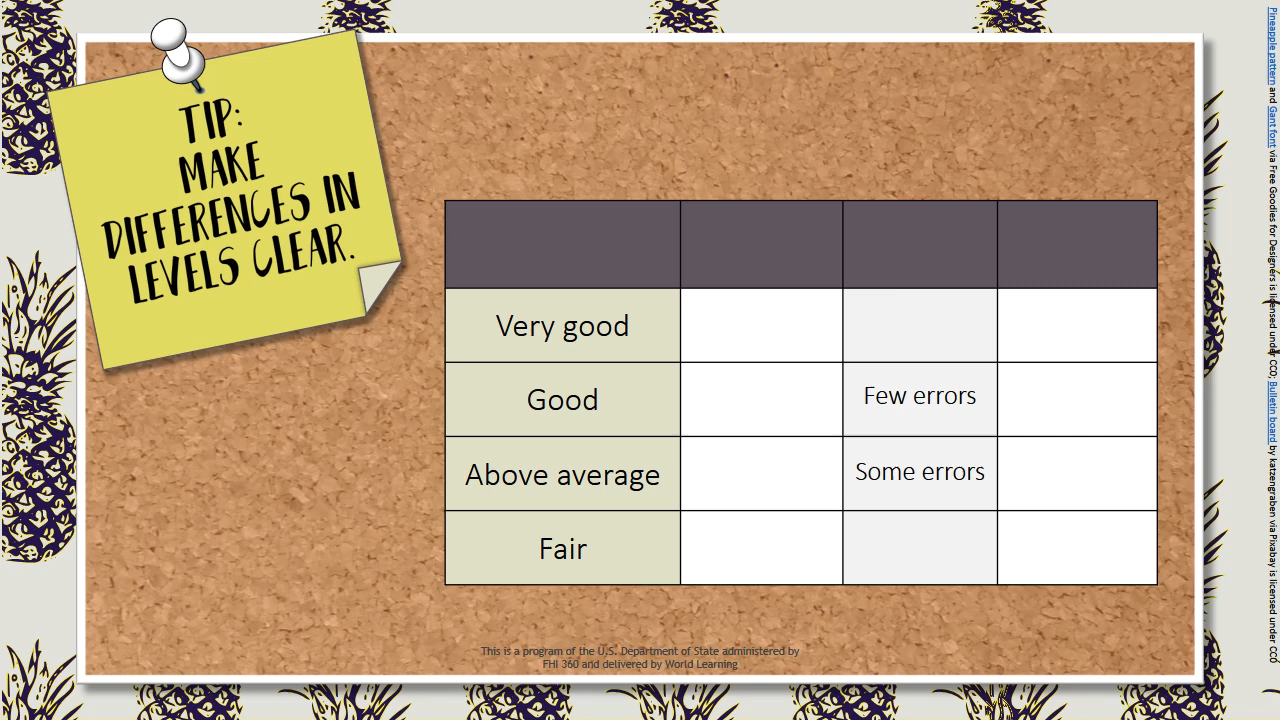 TIP:
MAKE
DIFFERENCES IN
LEVELS CLEAR.
Very good
Good
Few errors
Above average
Some errors
Fair
This is a program of the U.S. Department of State administered by
FHI 360 and delivered by World Learning
Pineapple pattern and Gant font via Free Goodies for Designers is licensed under CC0; Bulletin board by katzengraben via Pixabay is licensed under CC0